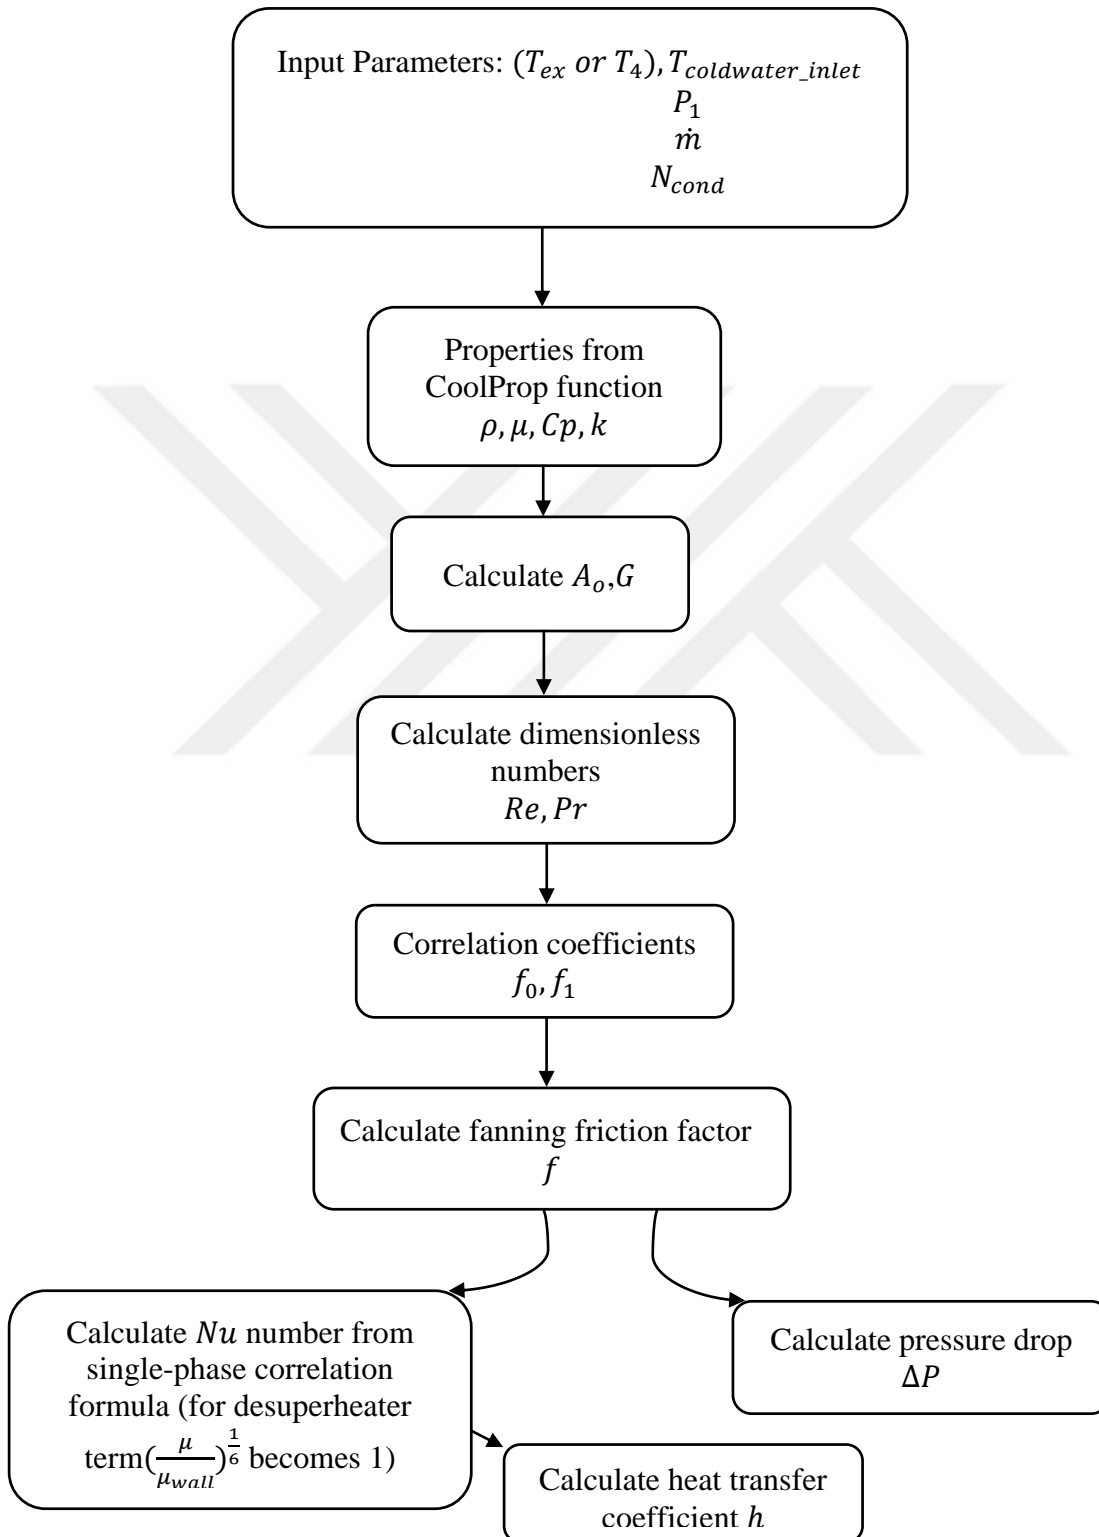 Input Parameters: (T_ex or T_4), T_coldwater_inlet
P_1
ṁ
N_cond
Properties from
CoolProp function
ρ, μ, Cp, k
Calculate A_o,G
Calculate dimensionless
numbers
Re, Pr
Correlation coefficients
f_0, f_1
Calculate fanning friction factor
f
Calculate Nu number from
single-phase correlation
formula (for desuperheater
term(μ/μ_wall)^(1/6) becomes 1)
Calculate pressure drop
ΔP
Calculate heat transfer
coefficient h